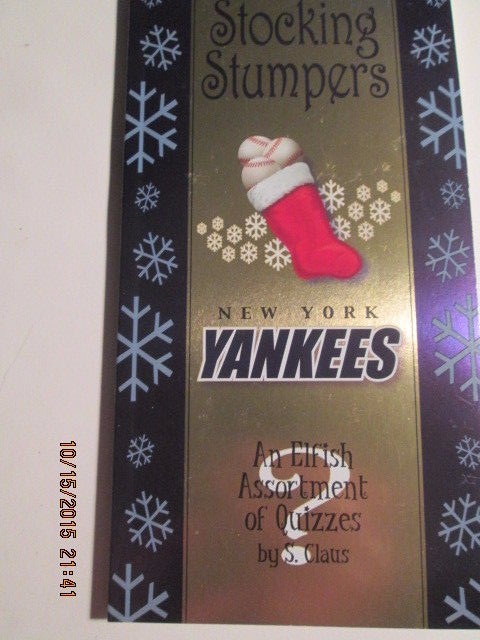 Stocking
Stumpers
NEW YORK
YANKEES
An Elfish
Assortment
of Quizzes
by S. Claus
?
10/15/2015 21:41